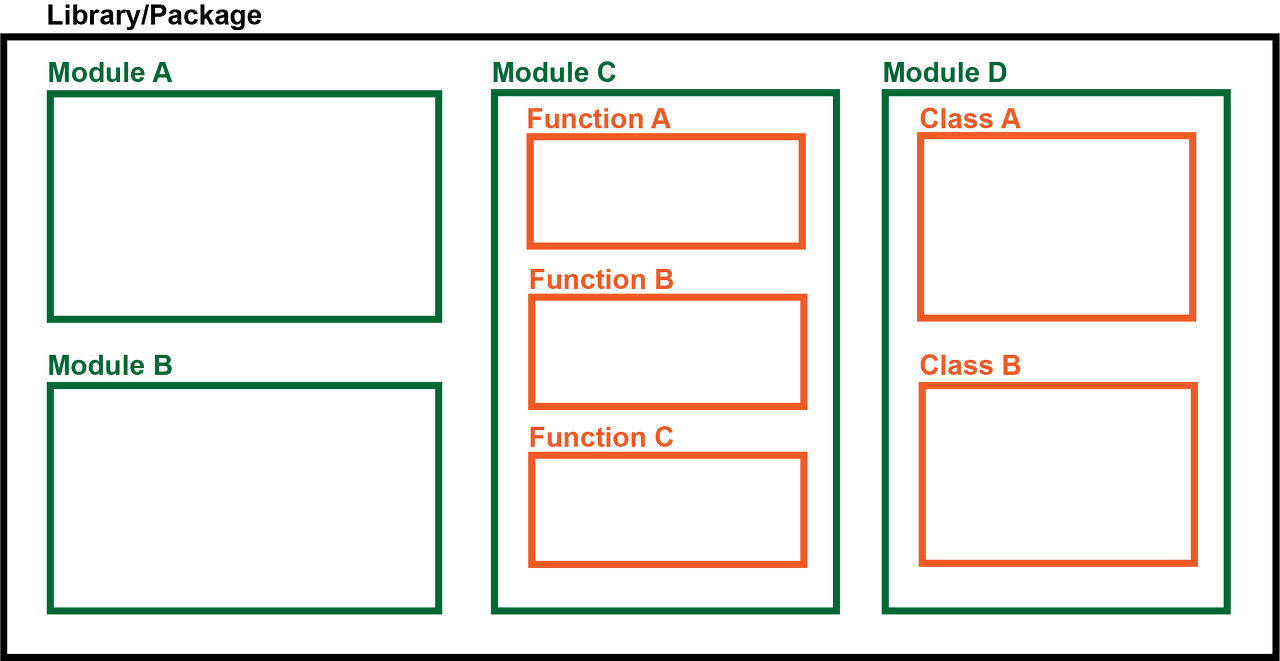 Library/Package
Module A
Module B
Module C
Function A
Function B
Function C
Module D
Class A
Class B